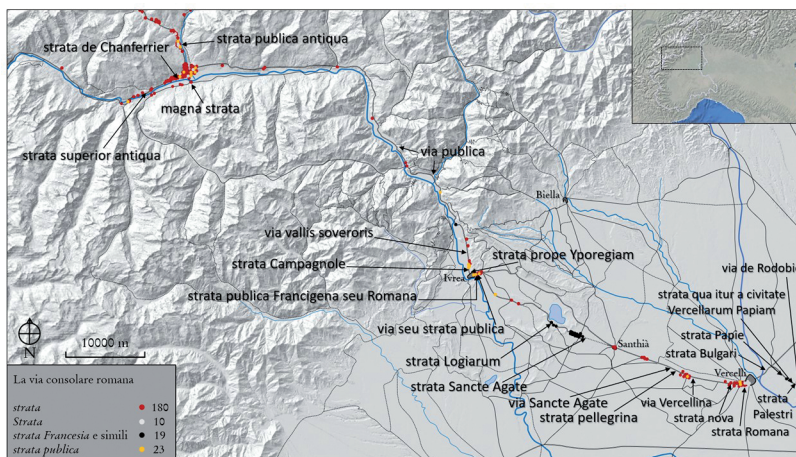 strata publica antiqua
strata de Chanferrier
magna strata
strata superior antiqua
via publica
Biella
via vallis soveroris
strata Campagnole
strata prope Yporegiam
Ivrea
via de Rodobio
strata publica Francigena seu Romana
strata qua itur a civitate
Vercellarum Papiam
via seu strata publica
strata Papie
Santhià
strata Logiarum
strata Bulgari
Vercelli
strata Sancte Agate
via Sancte Agate
via Vercellina
strata
Palestri
strata pellegrina
strata nova
strata Romana
N
10000 m
La via consolare romana
strata 180
Strata 10
strata Francesia e simili 19
strata publica 23